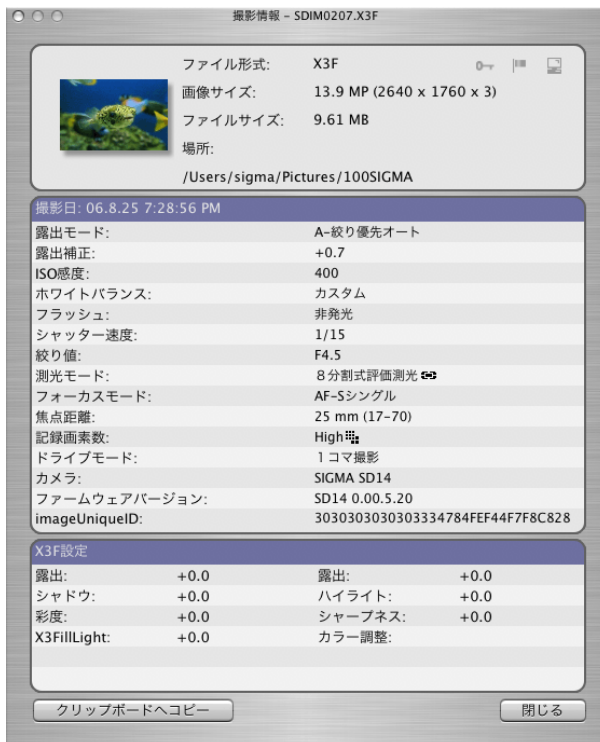 撮影情報 – SDIM0207.X3F
ファイル形式: X3F
画像サイズ: 13.9 MP (2640 x 1760 x 3)
ファイルサイズ: 9.61 MB
場所:
/Users/sigma/Pictures/100SIGMA
撮影日: 06.8.25 7:28:56 PM
露出モード: A–絞り優先オート
露出補正: +0.7
ISO感度: 400
ホワイトバランス: カスタム
フラッシュ: 非発光
シャッター速度: 1/15
絞り値: F4.5
測光モード: 8分割式評価測光
フォーカスモード: AF–Sシングル
焦点距離: 25 mm (17–70)
記録画素数: High
ドライブモード: 1コマ撮影
カメラ: SIGMA SD14
ファームウェアバージョン: SD14 0.00.5.20
imageUniqueID: 3030303030303334784FEF44F7F8C828
X3F設定
露出: +0.0 露出: +0.0
シャドウ: +0.0 ハイライト: +0.0
彩度: +0.0 シャープネス: +0.0
X3FillLight: +0.0 カラー調整:
クリップボードへコピー 閉じる